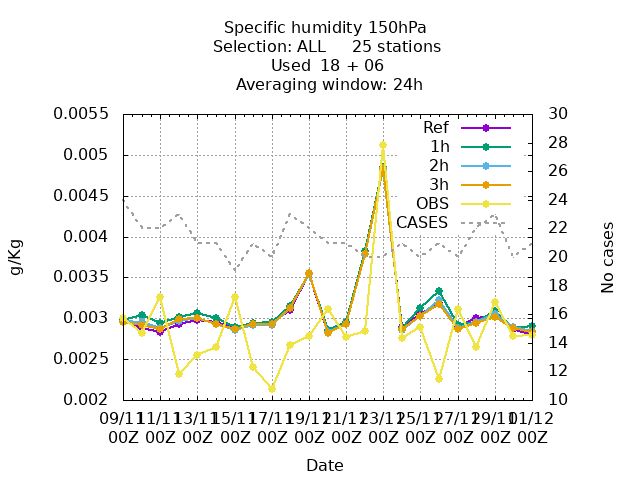 Specific humidity 150hPa
Selection: ALL     25 stations
Used  18 + 06
Averaging window: 24h
0.0055
0.005
0.0045
0.004
0.0035
0.003
0.0025
0.002
g/Kg
30
28
26
24
22
20
18
16
14
12
10
No cases
Ref
1h
2h
3h
OBS
CASES
09/11 11/11 13/11 15/11 17/11 19/11 21/11 23/11 25/11 27/11 29/11 01/12
00Z 00Z 00Z 00Z 00Z 00Z 00Z 00Z 00Z 00Z 00Z 00Z
Date